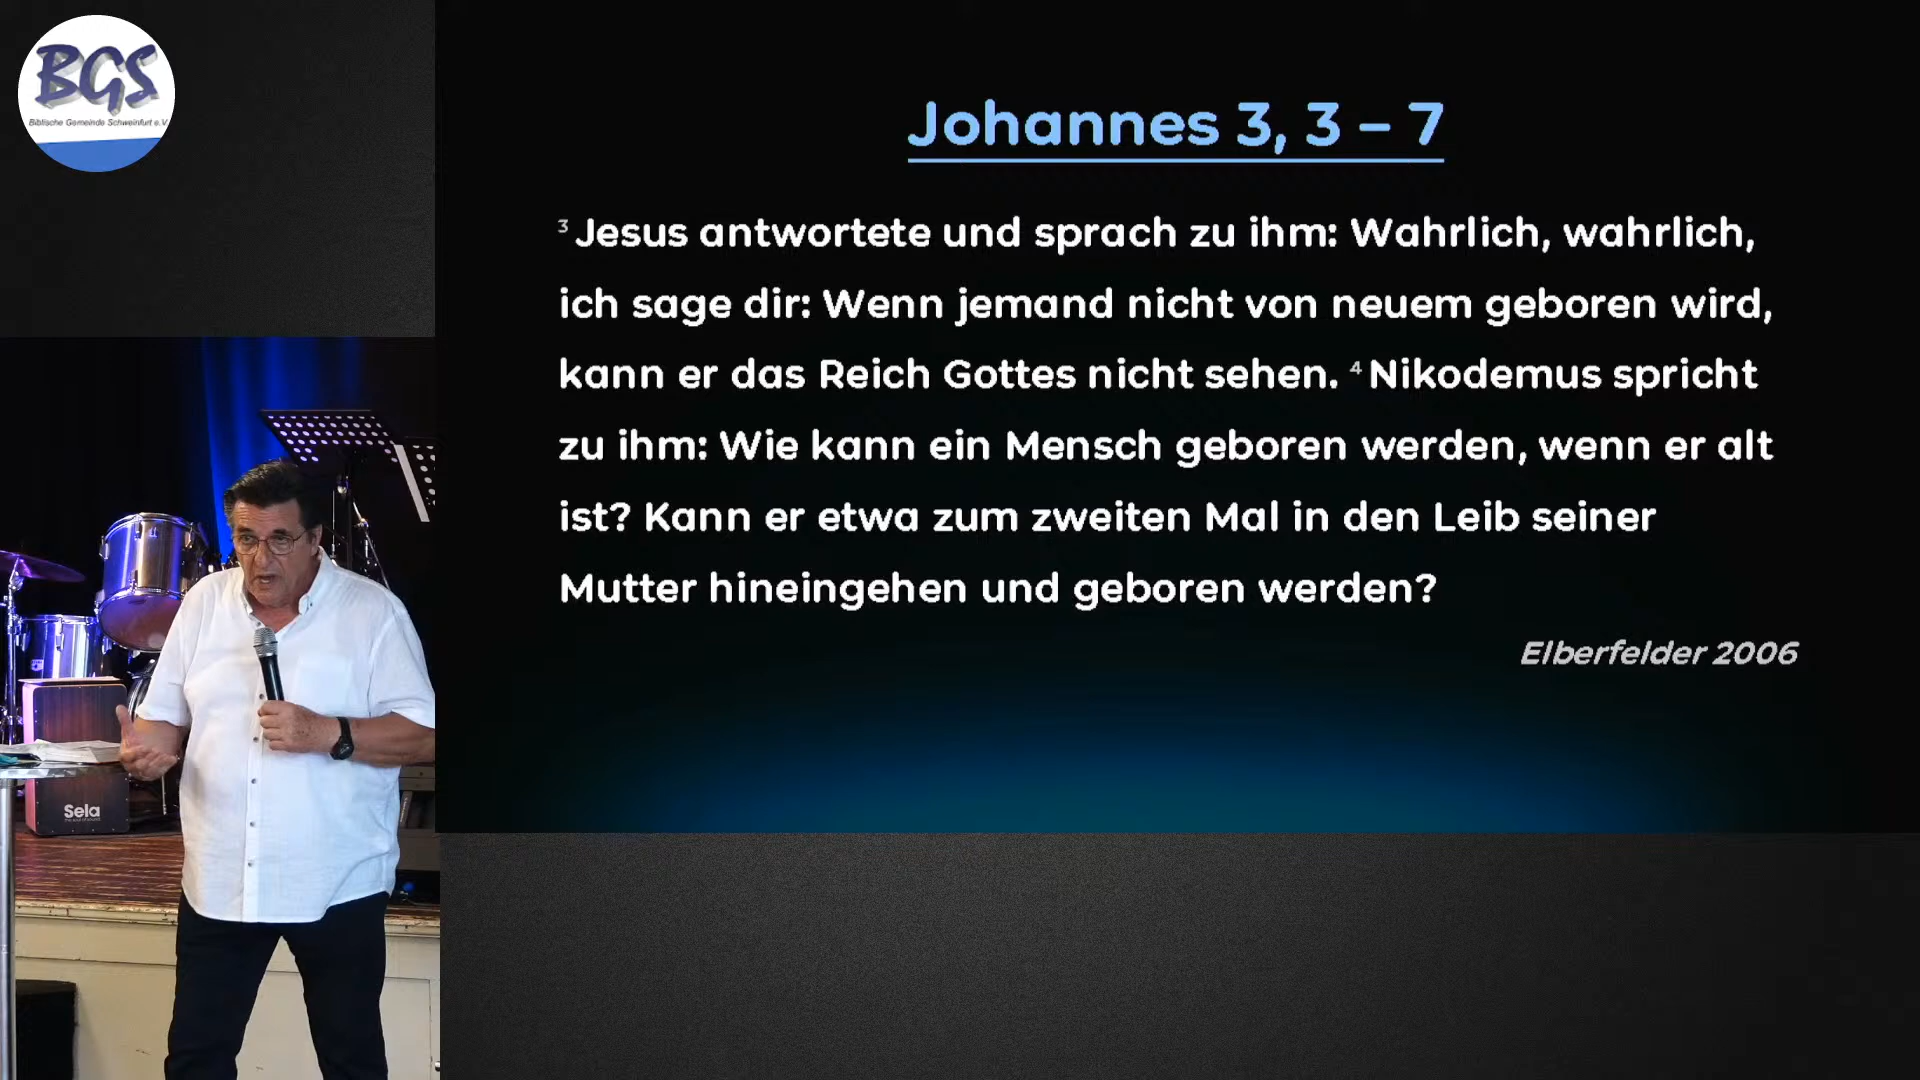 BGS
Biblische Gemeinde Schweinfurt e.V.
Johannes 3, 3 – 7
³ Jesus antwortete und sprach zu ihm: Wahrlich, wahrlich,
ich sage dir: Wenn jemand nicht von neuem geboren wird,
kann er das Reich Gottes nicht sehen. ⁴ Nikodemus spricht
zu ihm: Wie kann ein Mensch geboren werden, wenn er alt
ist? Kann er etwa zum zweiten Mal in den Leib seiner
Mutter hineingehen und geboren werden?
Elberfelder 2006
Sela